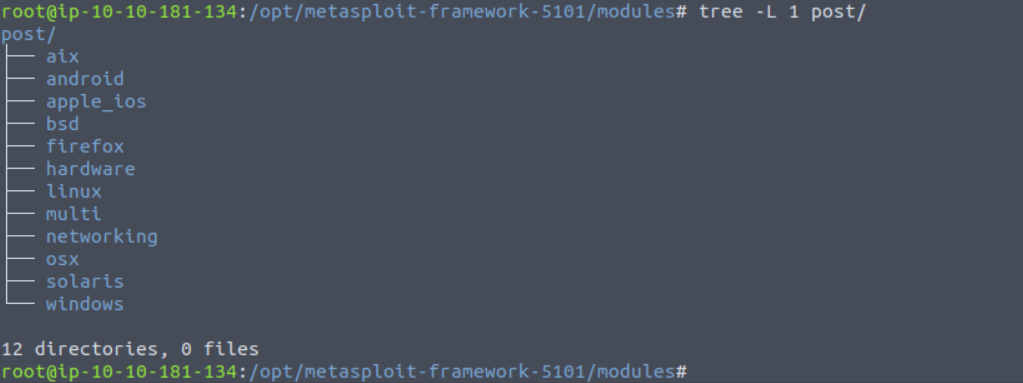 root@ip-10-10-181-134:/opt/metasploit-framework-5101/modules# tree -L 1 post/
post/
├── aix
├── android
├── apple_ios
├── bsd
├── firefox
├── hardware
├── linux
├── multi
├── networking
├── osx
├── solaris
└── windows

12 directories, 0 files
root@ip-10-10-181-134:/opt/metasploit-framework-5101/modules#